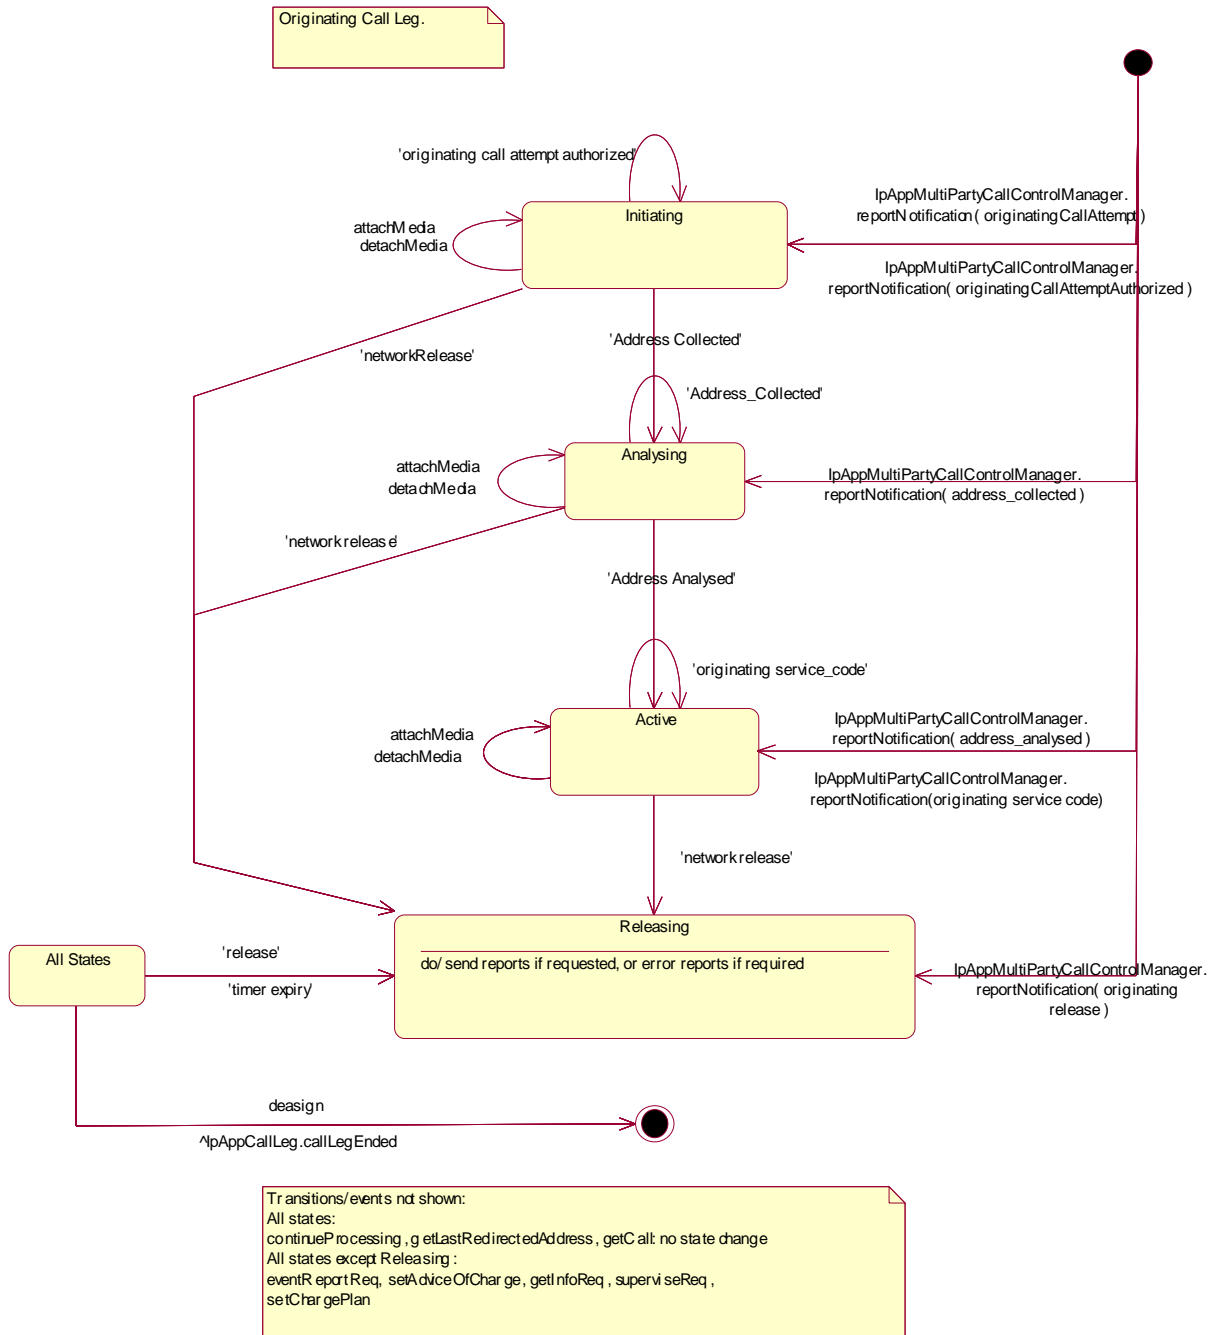 Originating Call Leg.
'originating call attempt authorized'
IpAppMultiPartyCallControlManager.
reportNotification( originatingCallAttempt )
Initiating
attachMedia
detachMedia
IpAppMultiPartyCallControlManager.
reportNotification( originatingCallAttemptAuthorized )
'Address Collected'
'networkRelease'
'Address_Collected'
Analysing
attachMedia
detachMedia
IpAppMultiPartyCallControlManager.
reportNotification( address_collected )
'network release'
'Address Analysed'
'originating service_code'
Active
attachMedia
detachMedia
IpAppMultiPartyCallControlManager.
reportNotification( address_analysed )
IpAppMultiPartyCallControlManager.
reportNotification(originating service code)
'network release'
Releasing
do/ send reports if requested, or error reports if required
All States
'release'
'timer expiry'
IpAppMultiPartyCallControlManager.
reportNotification( originating
release )
deasign
^IpAppCallLeg.callLegEnded
Transitions/events not shown:
All states:
continueProcessing, getLastRedirectedAddress, getCall: no state change
All states except Releasing :
eventReportReq, setAdviceOfCharge, getInfoReq, superviseReq,
setChargePlan